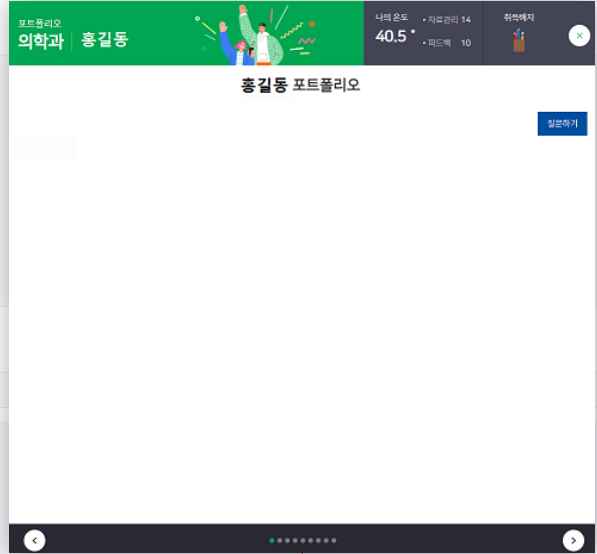 포트폴리오
의학과 홍길동
나의 온도
40.5°
• 자료관리 14
• 피드백 10
취득배지
홍길동 포트폴리오
질문하기